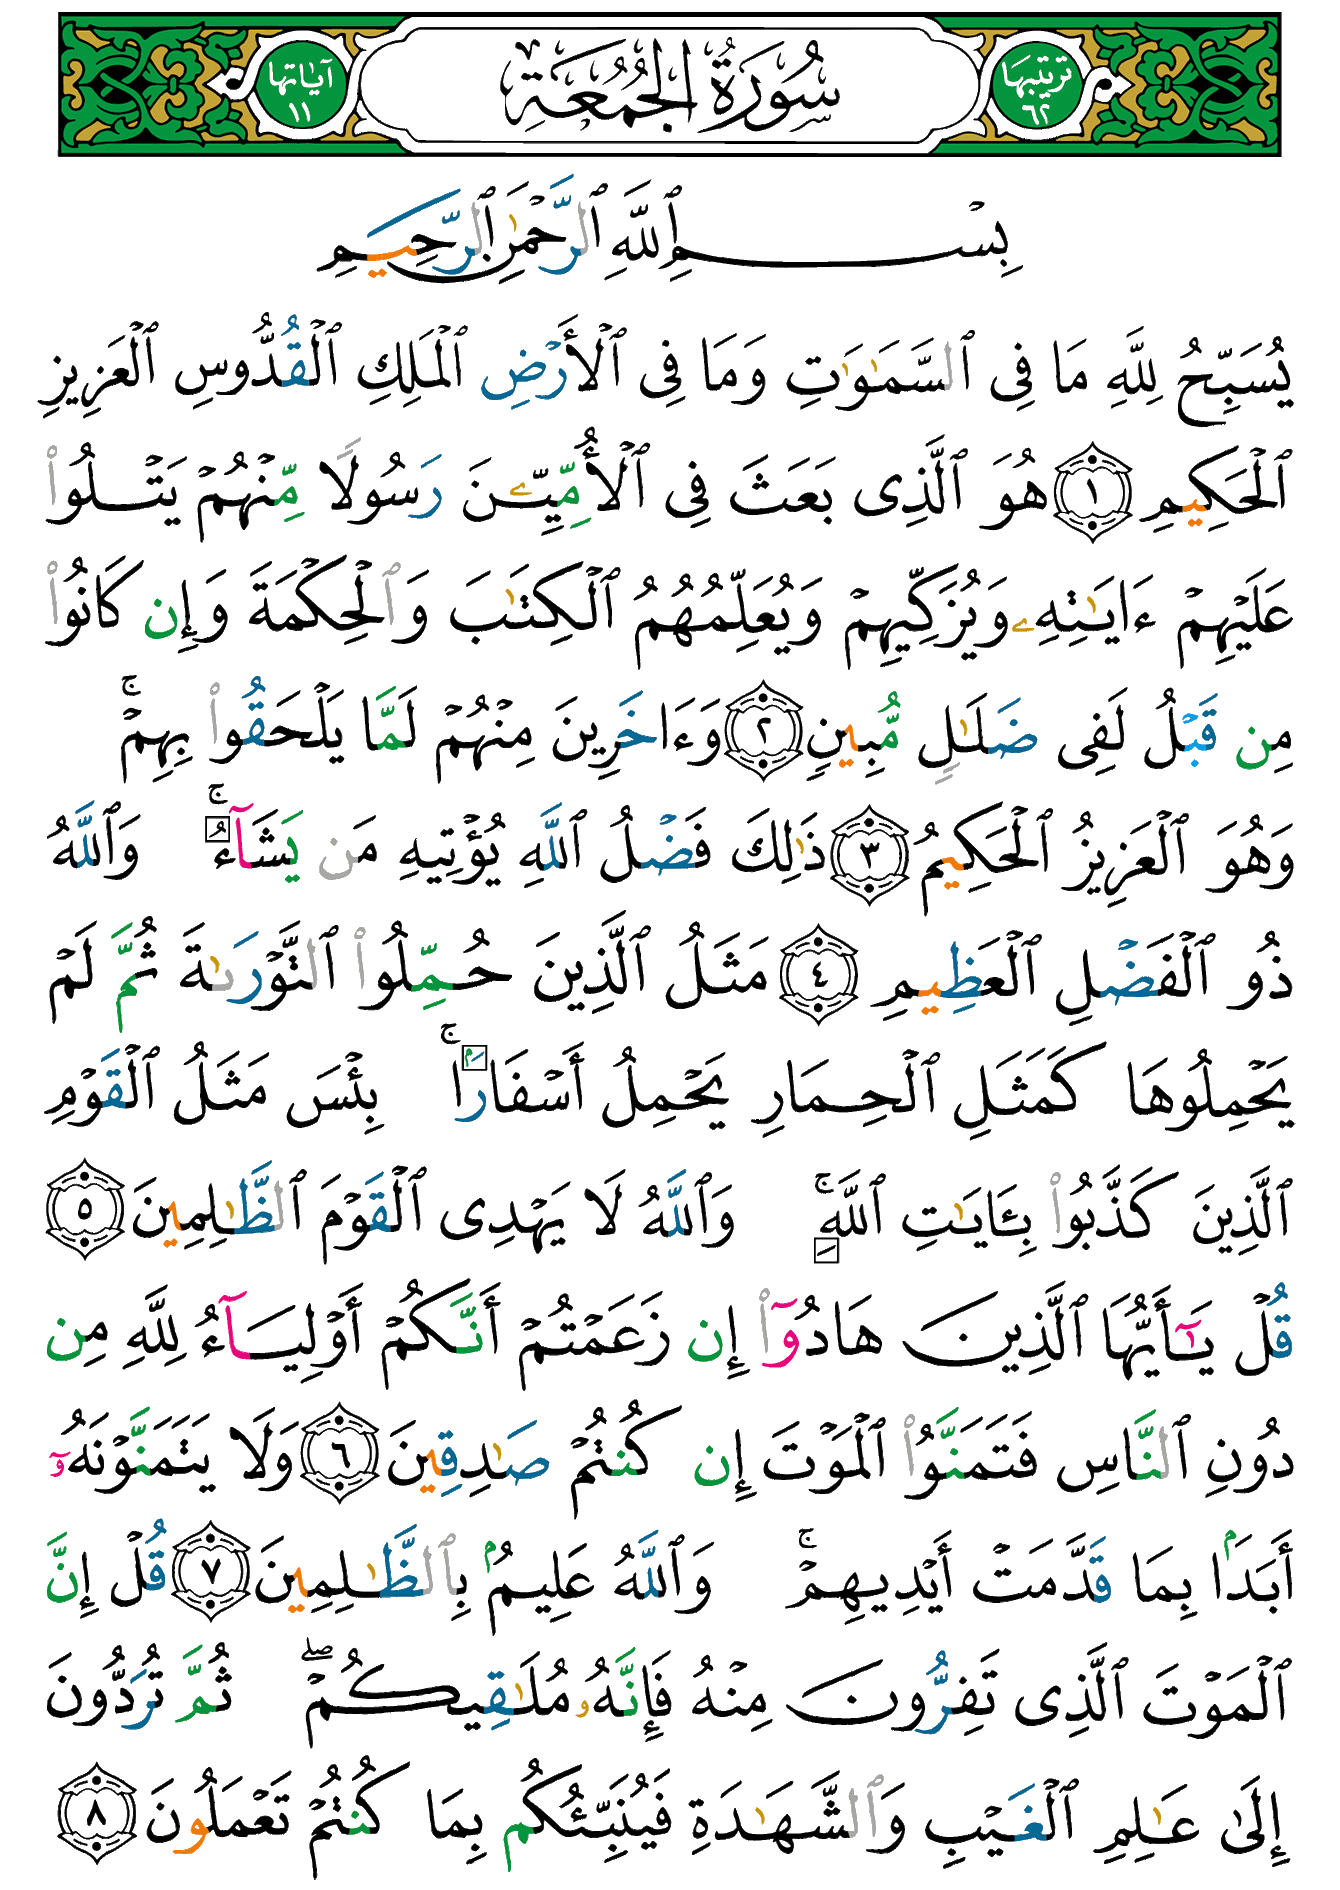 ترتيبها ٦٢ سُورَةُ الجُمُعَةِ آياتها ١١
بِسْمِ ٱللَّهِ ٱلرَّحْمَٰنِ ٱلرَّحِيمِ
يُسَبِّحُ لِلَّهِ مَا فِى ٱلسَّمَٰوَٰتِ وَمَا فِى ٱلْأَرْضِ ٱلْمَلِكِ ٱلْقُدُّوسِ ٱلْعَزِيزِ
ٱلْحَكِيمِ ١ هُوَ ٱلَّذِى بَعَثَ فِى ٱلْأُمِّيِّۦنَ رَسُولًا مِّنْهُمْ يَتْلُوا۟
عَلَيْهِمْ ءَايَٰتِهِۦ وَيُزَكِّيهِمْ وَيُعَلِّمُهُمُ ٱلْكِتَٰبَ وَٱلْحِكْمَةَ وَإِن كَانُوا۟
مِن قَبْلُ لَفِى ضَلَٰلٍ مُّبِينٍ ٢ وَءَاخَرِينَ مِنْهُمْ لَمَّا يَلْحَقُوا۟ بِهِمْ ۚ
وَهُوَ ٱلْعَزِيزُ ٱلْحَكِيمُ ٣ ذَٰلِكَ فَضْلُ ٱللَّهِ يُؤْتِيهِ مَن يَشَآءُ ۚ وَٱللَّهُ
ذُو ٱلْفَضْلِ ٱلْعَظِيمِ ٤ مَثَلُ ٱلَّذِينَ حُمِّلُوا۟ ٱلتَّوْرَىٰةَ ثُمَّ لَمْ
يَحْمِلُوهَا كَمَثَلِ ٱلْحِمَارِ يَحْمِلُ أَسْفَارًۢا ۚ بِئْسَ مَثَلُ ٱلْقَوْمِ
ٱلَّذِينَ كَذَّبُوا۟ بِـَٔايَٰتِ ٱللَّهِ ۚ وَٱللَّهُ لَا يَهْدِى ٱلْقَوْمَ ٱلظَّٰلِمِينَ ٥
قُلْ يَٰٓأَيُّهَا ٱلَّذِينَ هَادُوٓا۟ إِن زَعَمْتُمْ أَنَّكُمْ أَوْلِيَآءُ لِلَّهِ مِن
دُونِ ٱلنَّاسِ فَتَمَنَّوُا۟ ٱلْمَوْتَ إِن كُنتُمْ صَٰدِقِينَ ٦ وَلَا يَتَمَنَّوْنَهُۥٓ
أَبَدًۢا بِمَا قَدَّمَتْ أَيْدِيهِمْ ۚ وَٱللَّهُ عَلِيمٌۢ بِٱلظَّٰلِمِينَ ٧ قُلْ إِنَّ
ٱلْمَوْتَ ٱلَّذِى تَفِرُّونَ مِنْهُ فَإِنَّهُۥ مُلَٰقِيكُمْ ۖ ثُمَّ تُرَدُّونَ
إِلَىٰ عَٰلِمِ ٱلْغَيْبِ وَٱلشَّهَٰدَةِ فَيُنَبِّئُكُم بِمَا كُنتُمْ تَعْمَلُونَ ٨